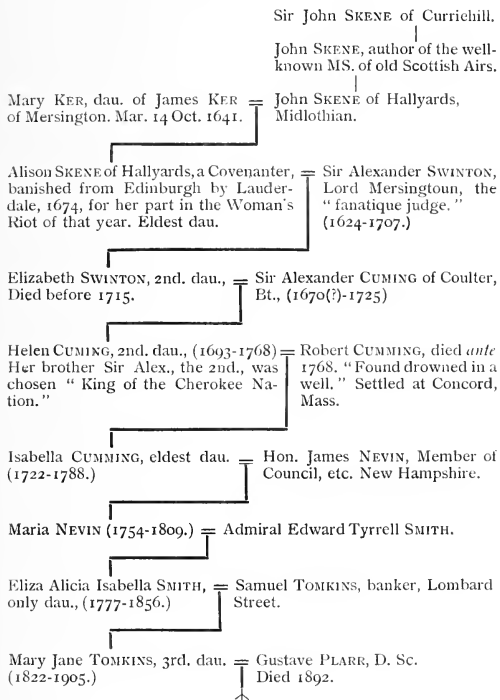 Sir John SKENE of Curriehill.
John SKENE, author of the well-
known MS. of old Scottish Airs.
Mary KER, dau. of James KER = John SKENE of Hallyards,
of Mersington. Mar. 14 Oct. 1641. Midlothian.
Alison SKENE of Hallyards, a Covenanter, = Sir Alexander SWINTON,
banished from Edinburgh by Lauder- Lord Mersingtoun, the
dale, 1674, for her part in the Woman's " fanatique judge. "
Riot of that year. Eldest dau. (1624-1707.)
Elizabeth SWINTON, 2nd. dau., = Sir Alexander CUMING of Coulter,
Died before 1715. Bt., (1670(?)-1725)
Helen CUMING, 2nd. dau., (1693-1768) = Robert CUMMING, died ante
Her brother Sir Alex., the 2nd., was 1768. " Found drowned in a
chosen " King of the Cherokee Na- well. " Settled at Concord,
tion. " Mass.
Isabella CUMMING, eldest dau. = Hon. James NEVIN, Member of
(1722-1788.) Council, etc. New Hampshire.
Maria NEVIN (1754-1809.) = Admiral Edward Tyrrell SMITH.
Eliza Alicia Isabella SMITH, = Samuel TOMKINS, banker, Lombard
only dau., (1777-1856.) Street.
Mary Jane TOMKINS, 3rd. dau. = Gustave PLARR, D. Sc.
(1822-1905.) Died 1892.